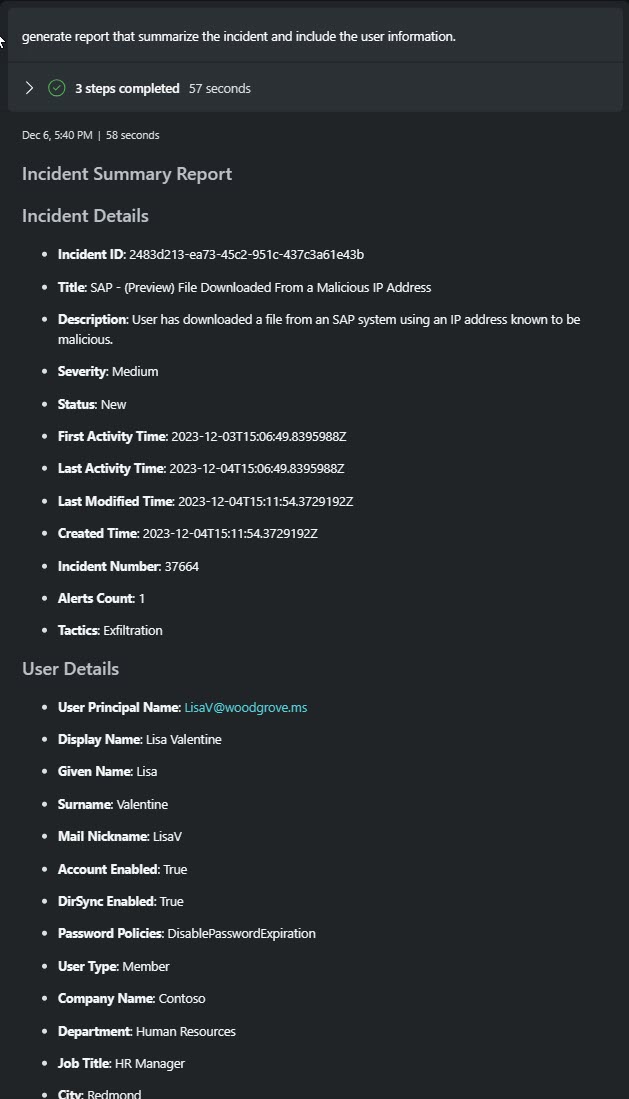 generate report that summarize the incident and include the user information.
3 steps completed 57 seconds
Dec 6, 5:40 PM | 58 seconds
Incident Summary Report
Incident Details
• Incident ID: 2483d213-ea73-45c2-951c-437c3a61e43b
• Title: SAP - (Preview) File Downloaded From a Malicious IP Address
• Description: User has downloaded a file from an SAP system using an IP address known to be
malicious.
• Severity: Medium
• Status: New
• First Activity Time: 2023-12-03T15:06:49.8395988Z
• Last Activity Time: 2023-12-04T15:06:49.8395988Z
• Last Modified Time: 2023-12-04T15:11:54.3729192Z
• Created Time: 2023-12-04T15:11:54.3729192Z
• Incident Number: 37664
• Alerts Count: 1
• Tactics: Exfiltration
User Details
• User Principal Name: LisaV@woodgrove.ms
• Display Name: Lisa Valentine
• Given Name: Lisa
• Surname: Valentine
• Mail Nickname: LisaV
• Account Enabled: True
• DirSync Enabled: True
• Password Policies: DisablePasswordExpiration
• User Type: Member
• Company Name: Contoso
• Department: Human Resources
• Job Title: HR Manager
• City: Redmond